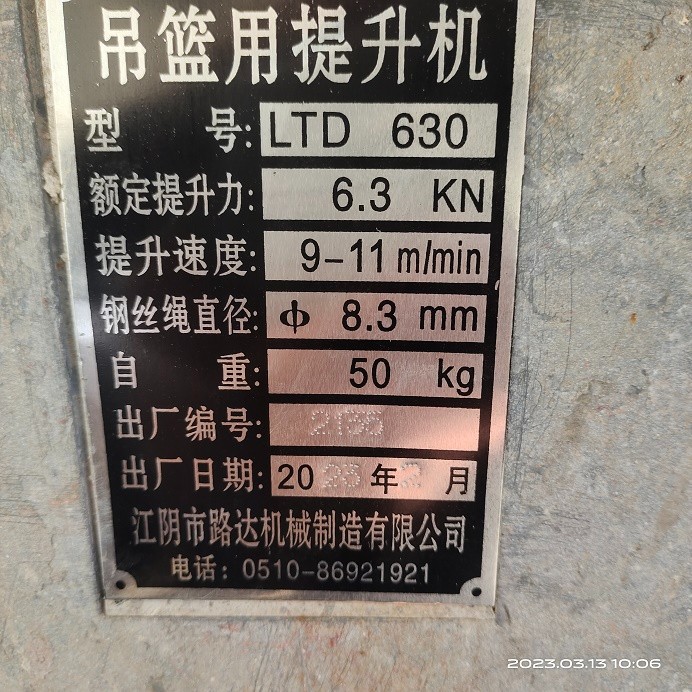 吊篮用提升机
型 号: LTD 630
额定提升力: 6.3 KN
提升速度: 9-11 m/min
钢丝绳直径: ф 8.3 mm
自 重: 50 kg
出厂编号:
出厂日期: 20 年 月
江阴市路达机械制造有限公司
电话: 0510-86921921
2023.03.13 10:06